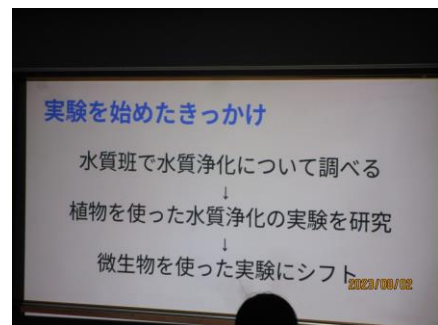 実験を始めたきっかけ
水質班で水質浄化について調べる
↓
植物を使った水質浄化の実験を研究
↓
微生物を使った実験にシフト
2023/08/02